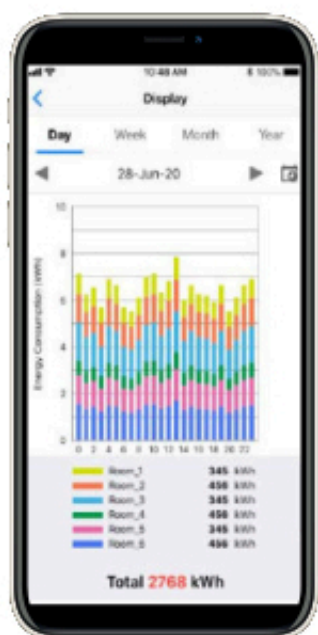 10:48 AM 100%
Display
Day Week Month Year
28-Jun-20
Energy Consumption (kWh)
10
8
6
4
2
0
0 2 4 6 8 10 12 14 16 18 20 22
Room_1 345 kWh
Room_2 456 kWh
Room_3 345 kWh
Room_4 456 kWh
Room_5 345 kWh
Room_6 456 kWh
Total 2768 kWh